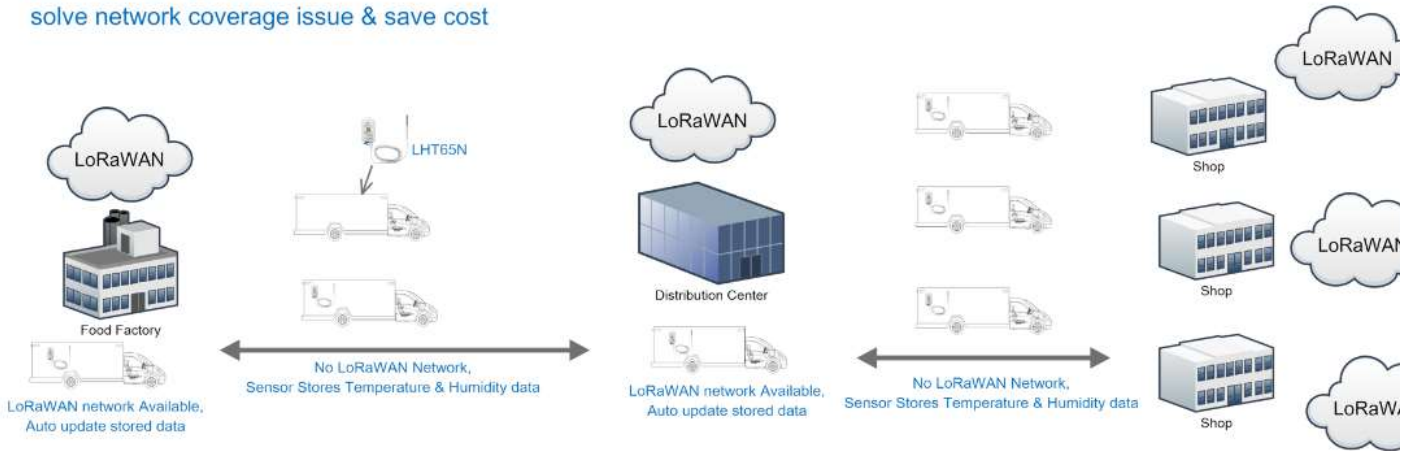 solve network coverage issue & save cost
LoRaWAN
LHT65N
Food Factory
LoRaWAN network Available,
Auto update stored data
No LoRaWAN Network,
Sensor Stores Temperature & Humidity data
LoRaWAN
Distribution Center
LoRaWAN network Available,
Auto update stored data
No LoRaWAN Network,
Sensor Stores Temperature & Humidity data
LoRaWAN
Shop
LoRaWAN
Shop
LoRaWA
Shop